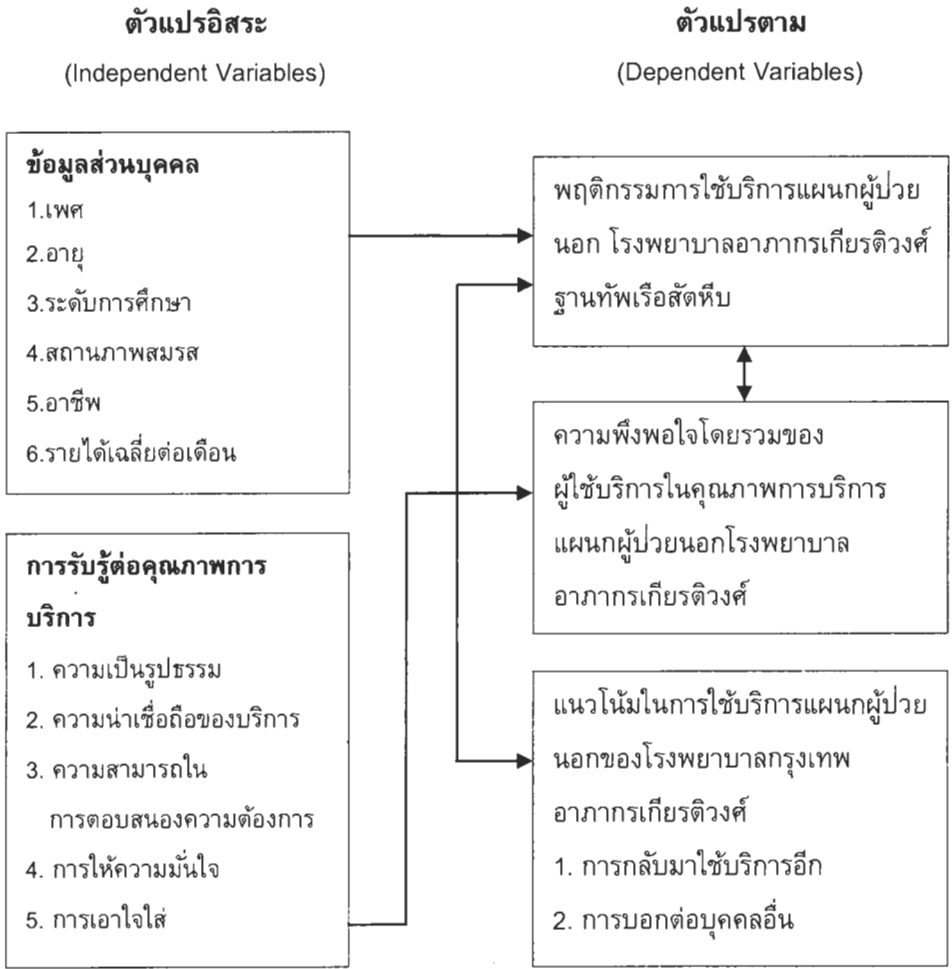 ตัวแปรอิสระ
(Independent Variables)
ข้อมูลส่วนบุคคล
1.เพศ
2.อายุ
3.ระดับการศึกษา
4.สถานภาพสมรส
5.อาชีพ
6.รายได้เฉลี่ยต่อเดือน
การรับรู้ต่อคุณภาพการ
บริการ
1. ความเป็นรูปธรรม
2. ความน่าเชื่อถือของบริการ
3. ความสามารถใน
การตอบสนองความต้องการ
4. การให้ความมั่นใจ
5. การเอาใจใส่
ตัวแปรตาม
(Dependent Variables)
พฤติกรรมการใช้บริการแผนกผู้ป่วย
นอก โรงพยาบาลอาภากรเกียรติวงศ์
ฐานทัพเรือสัตหีบ
ความพึงพอใจโดยรวมของ
ผู้ใช้บริการในคุณภาพการบริการ
แผนกผู้ป่วยนอกโรงพยาบาล
อาภากรเกียรติวงศ์
แนวโน้มในการใช้บริการแผนกผู้ป่วย
นอกของโรงพยาบาลกรุงเทพ
อาภากรเกียรติวงศ์
1. การกลับมาใช้บริการอีก
2. การบอกต่อบุคคลอื่น